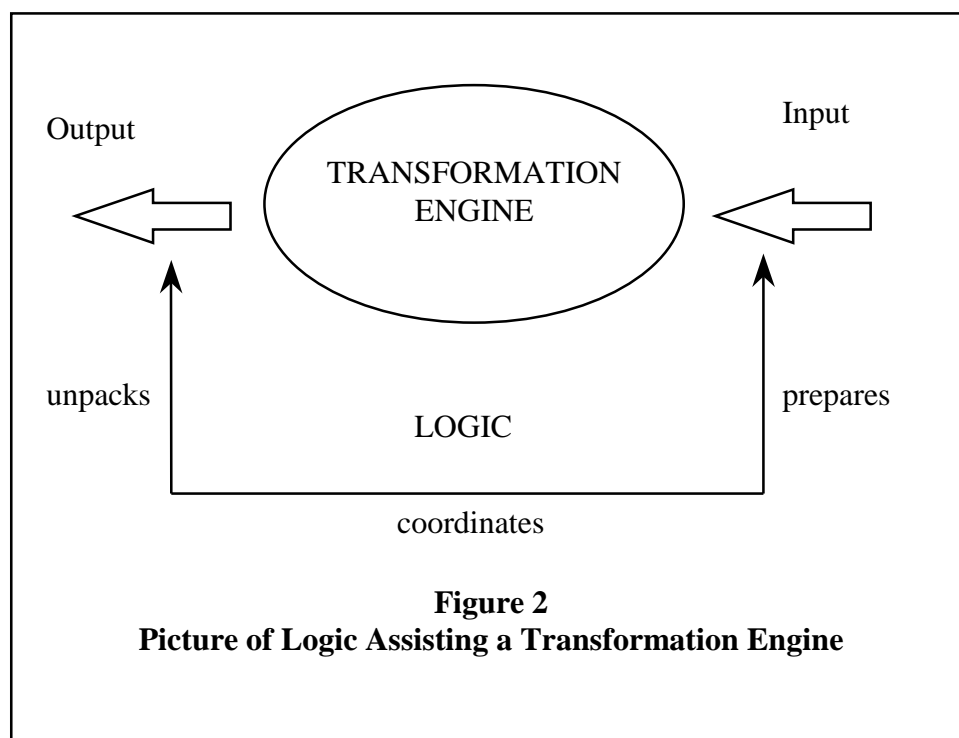 Output
Input
TRANSFORMATION
ENGINE
unpacks
prepares
LOGIC
coordinates
Figure 2
Picture of Logic Assisting a Transformation Engine